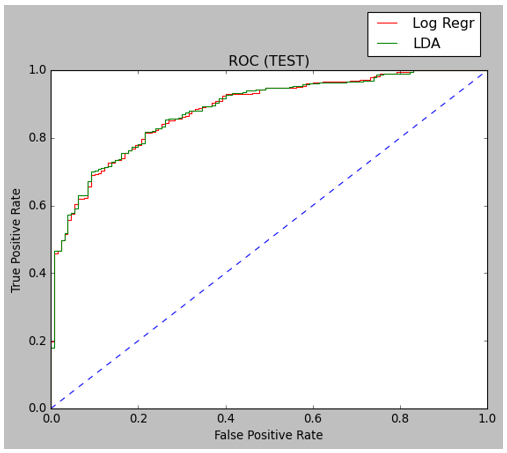 Log Regr
LDA
ROC (TEST)
1.0
0.8
0.6
0.4
0.2
0.0
True Positive Rate
0.0 0.2 0.4 0.6 0.8 1.0
False Positive Rate